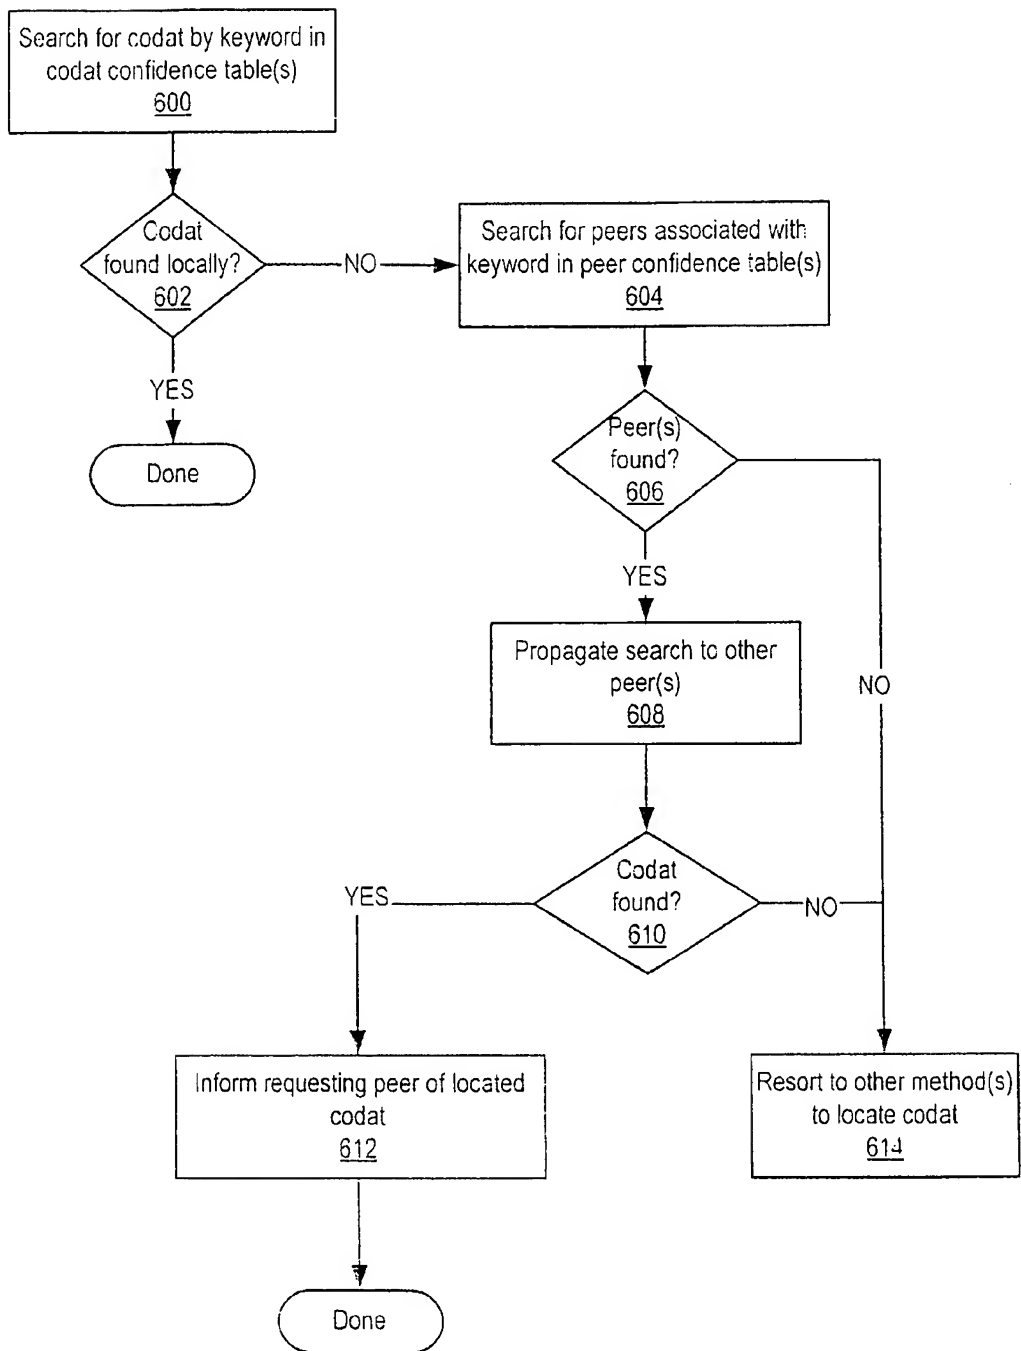 Search for codat by keyword in
codat confidence table(s)
600
Codat
found locally?
602
NO
Search for peers associated with
keyword in peer confidence table(s)
604
YES
Done
Peer(s)
found?
606
YES
NO
Propagate search to other
peer(s)
608
Codat
found?
610
YES
NO
Inform requesting peer of located
codat
612
Resort to other method(s)
to locate codat
614
Done